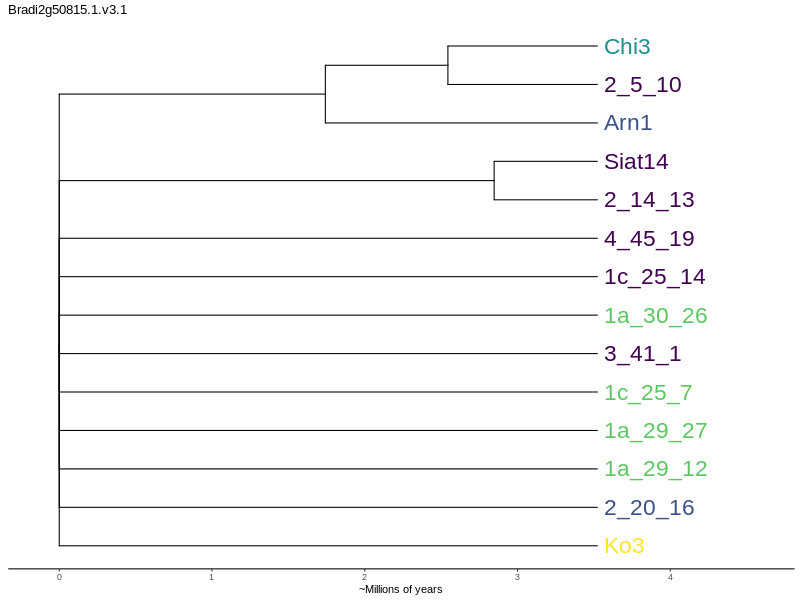 Bradi2g50815.1.v3.1
Chi3
2_5_10
Arn1
Siat14
2_14_13
4_45_19
1c_25_14
1a_30_26
3_41_1
1c_25_7
1a_29_27
1a_29_12
2_20_16
Ko3
0 1 2 3 4
~Millions of years